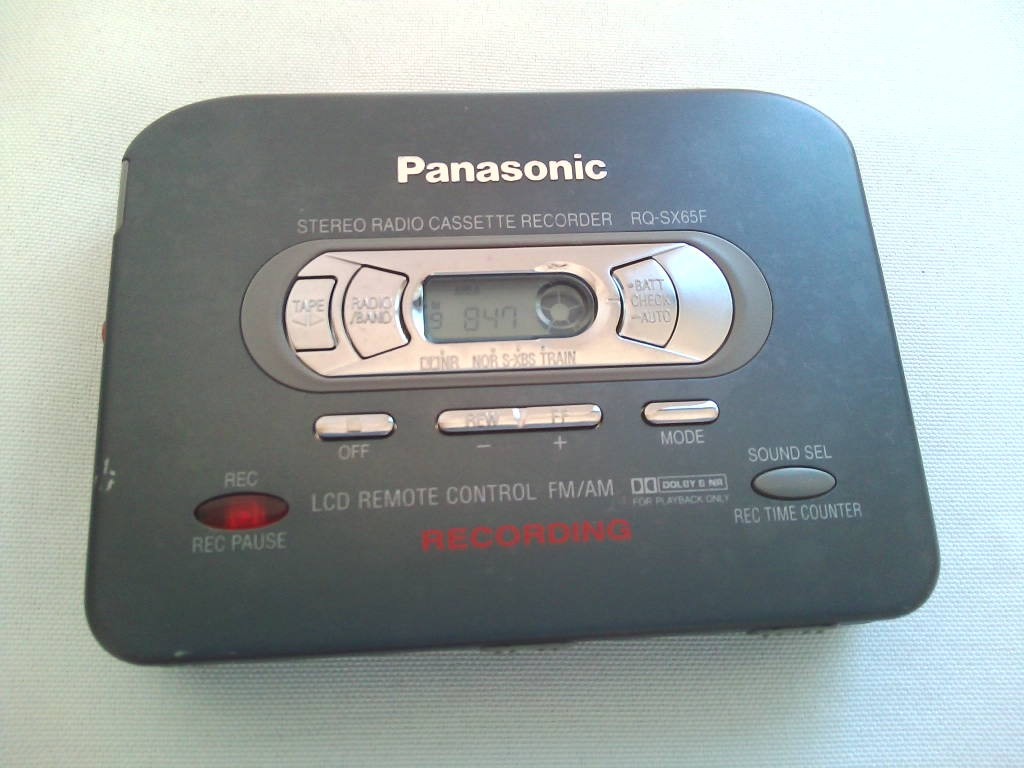 Panasonic
STEREO RADIO CASSETTE RECORDER RQ-SX65F
TAPE
RADIO
/BAND
847
BATT
CHECK
AUTO
NR NOR S-XBS TRAIN
OFF
REW FF
– +
MODE
SOUND SEL
REC TIME COUNTER
REC
REC PAUSE
LCD REMOTE CONTROL FM/AM
DOLBY B NR
FOR PLAYBACK ONLY
RECORDING